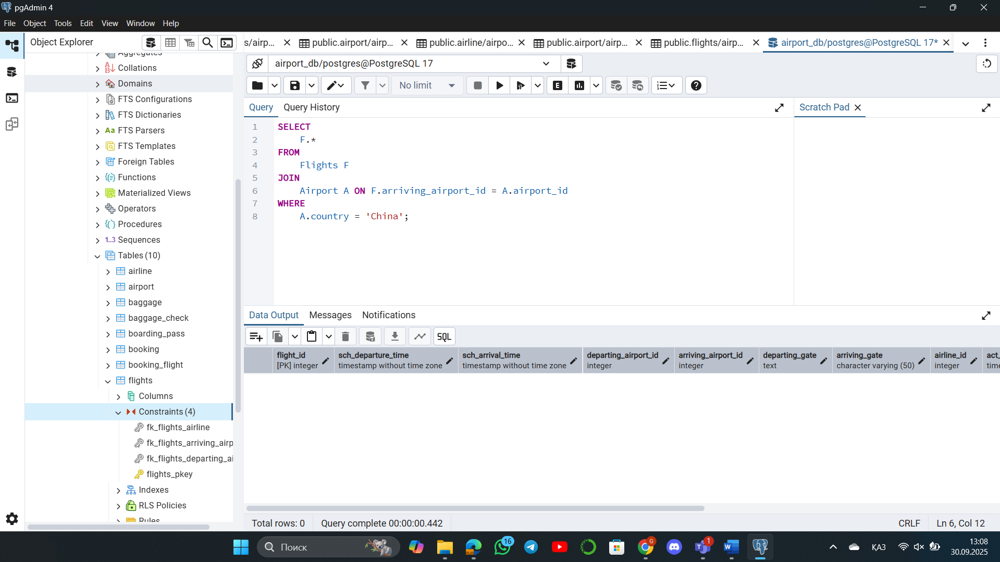 pgAdmin 4
File Object Tools Edit View Window Help
Object Explorer
s/airp... public.airport/airp... public.airline/airpo... public.airport/airp... public.flights/airp... airport_db/postgres@PostgreSQL 17*
airport_db/postgres@PostgreSQL 17
No limit
E
Query Query History
Scratch Pad
1 SELECT
2 F.*
3 FROM
4 Flights F
5 JOIN
6 Airport A ON F.arriving_airport_id = A.airport_id
7 WHERE
8 A.country = 'China';
Aggregates
Collations
Domains
FTS Configurations
FTS Dictionaries
Aa FTS Parsers
FTS Templates
Foreign Tables
Functions
Materialized Views
Operators
Procedures
1..3 Sequences
Tables (10)
airline
airport
baggage
baggage_check
boarding_pass
booking
booking_flight
flights
Columns
Constraints (4)
fk_flights_airline
fk_flights_arriving_airp
fk_flights_departing_ai
flights_pkey
Indexes
RLS Policies
Rules
Data Output Messages Notifications
SQL
flight_id sch_departure_time sch_arrival_time departing_airport_id arriving_airport_id departing_gate arriving_gate airline_id act_
[PK] integer timestamp without time zone timestamp without time zone integer integer text character varying (50) integer time
Total rows: 0 Query complete 00:00:00.442 CRLF Ln 6, Col 12
Поиск
16
G
1
ҚАЗ
13:08
30.09.2025